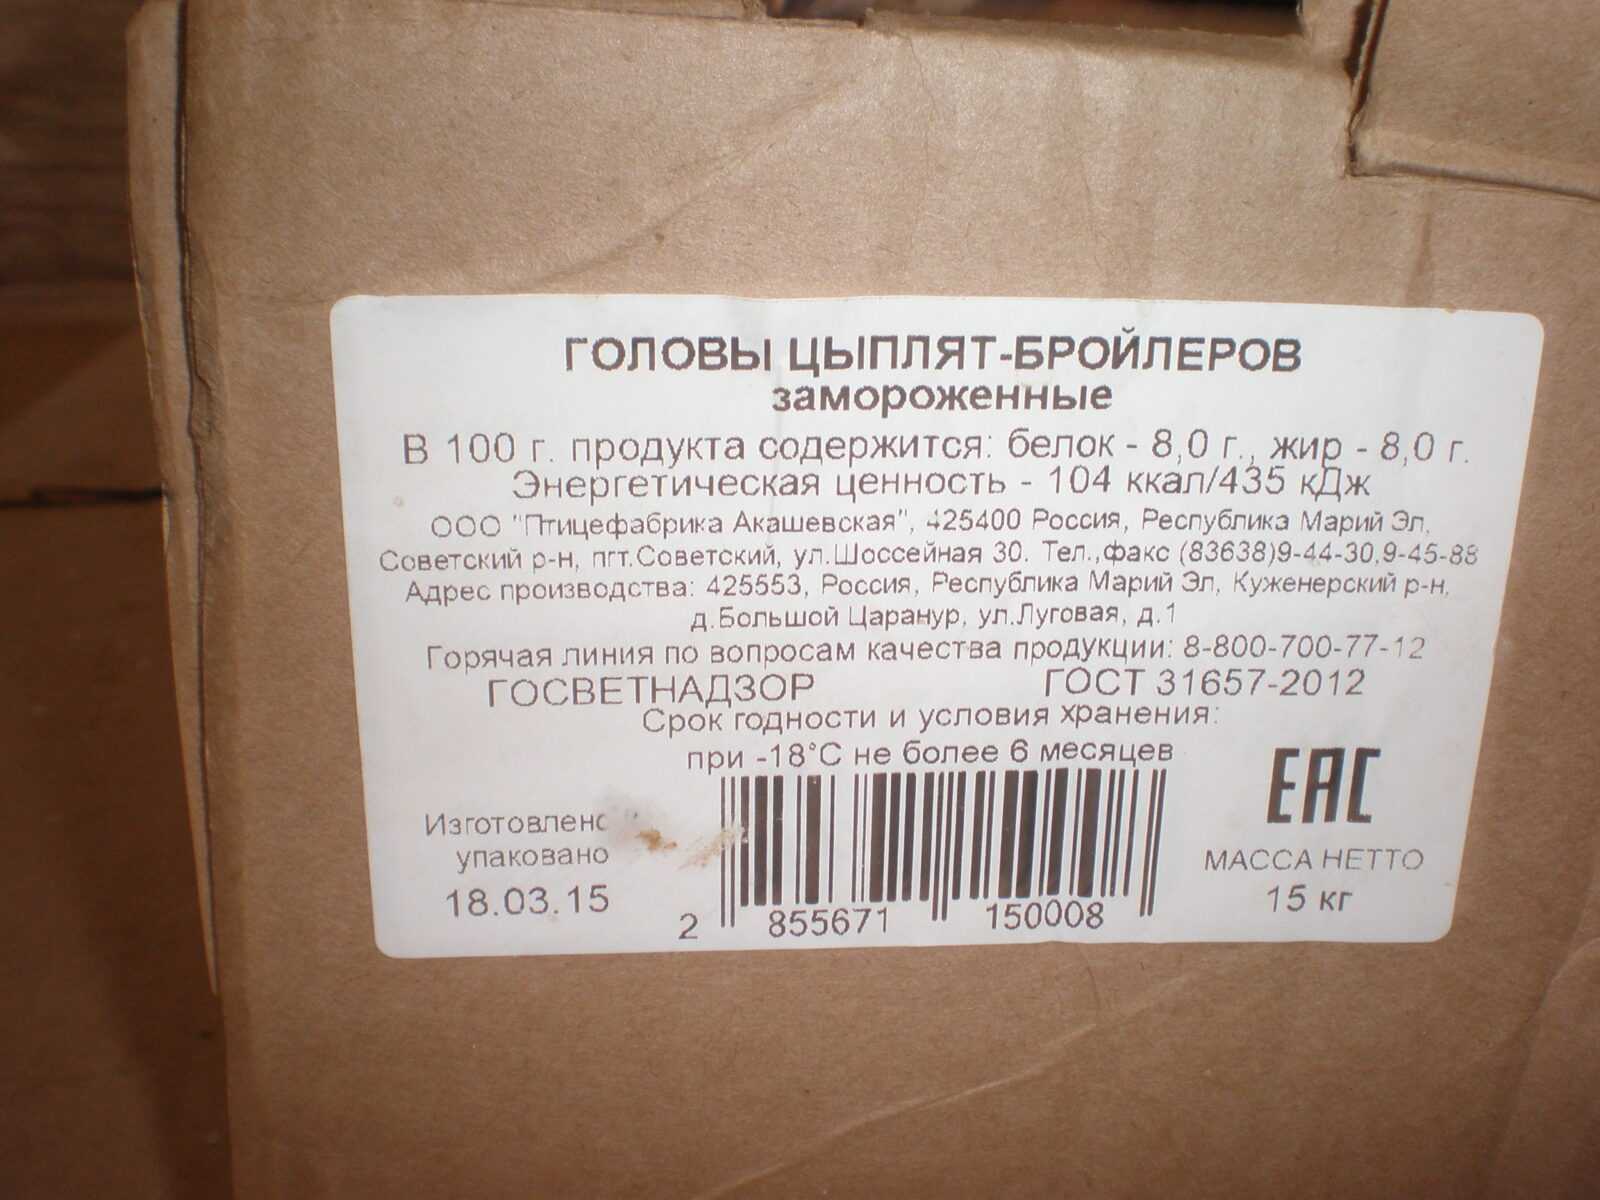 ГОЛОВЫ ЦЫПЛЯТ-БРОЙЛЕРОВ
замороженные
В 100 г. продукта содержится: белок - 8,0 г., жир - 8,0 г.
Энергетическая ценность - 104 ккал/435 кДж
ООО "Птицефабрика Акашевская", 425400 Россия, Республика Марий Эл,
Советский р-н, пгт.Советский, ул.Шоссейная 30. Тел.,факс (83638)9-44-30,9-45-88
Адрес производства: 425553, Россия, Республика Марий Эл, Куженерский р-н,
д.Большой Царанур, ул.Луговая, д.1
Горячая линия по вопросам качества продукции: 8-800-700-77-12
ГОСВЕТНАДЗОР ГОСТ 31657-2012
Срок годности и условия хранения:
при -18°С не более 6 месяцев
EAC
Изготовлено
упаковано
18.03.15
МАССА НЕТТО
15 кг
2 855671 150008